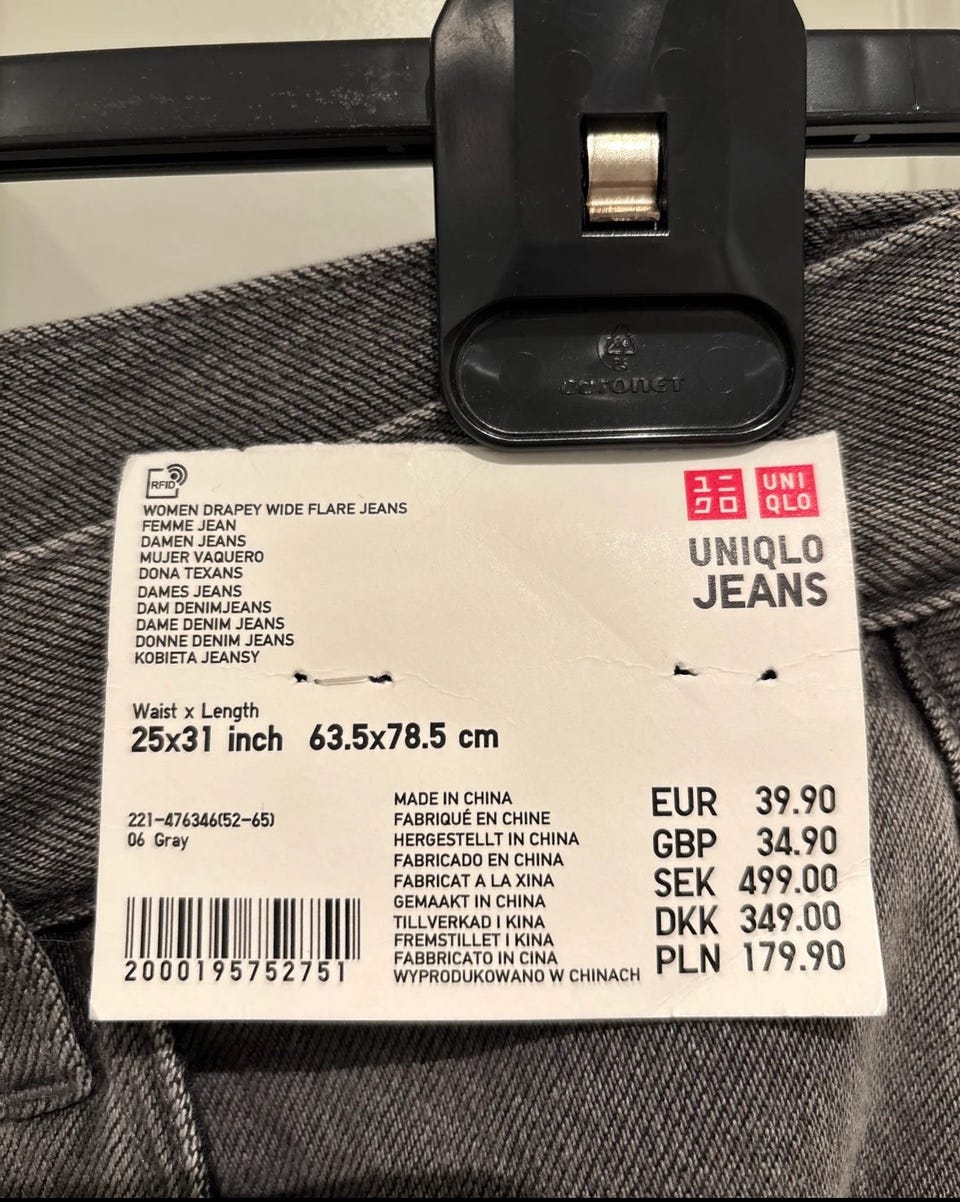 PS
coronet
RFID
WOMEN DRAPEY WIDE FLARE JEANS
FEMME JEAN
DAMEN JEANS
MUJER VAQUERO
DONA TEXANS
DAMES JEANS
DAM DENIMJEANS
DAME DENIM JEANS
DONNE DENIM JEANS
KOBIETA JEANSY
ユニ
クロ
UNI
QLO
UNIQLO
JEANS
Waist x Length
25x31 inch 63.5x78.5 cm
221-476346(52-65)
06 Gray
2000195752751
MADE IN CHINA
FABRIQUÉ EN CHINE
HERGESTELLT IN CHINA
FABRICADO EN CHINA
FABRICAT A LA XINA
GEMAAKT IN CHINA
TILLVERKAD I KINA
FREMSTILLET I KINA
FABBRICATO IN CINA
WYPRODUKOWANO W CHINACH
EUR 39.90
GBP 34.90
SEK 499.00
DKK 349.00
PLN 179.90